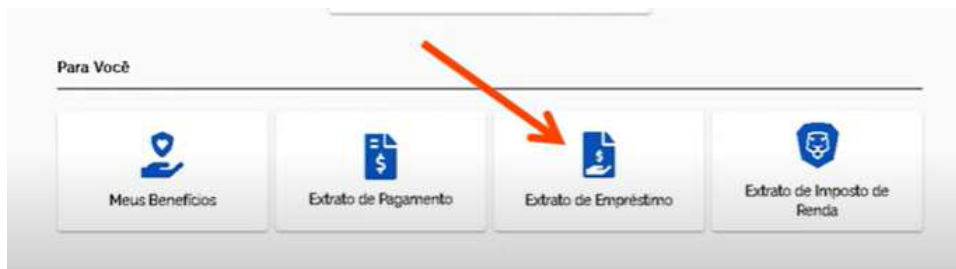 Para Você
Meus Benefícios
Extrato de Pagamento
Extrato de Empréstimo
Extrato de Imposto de
Renda